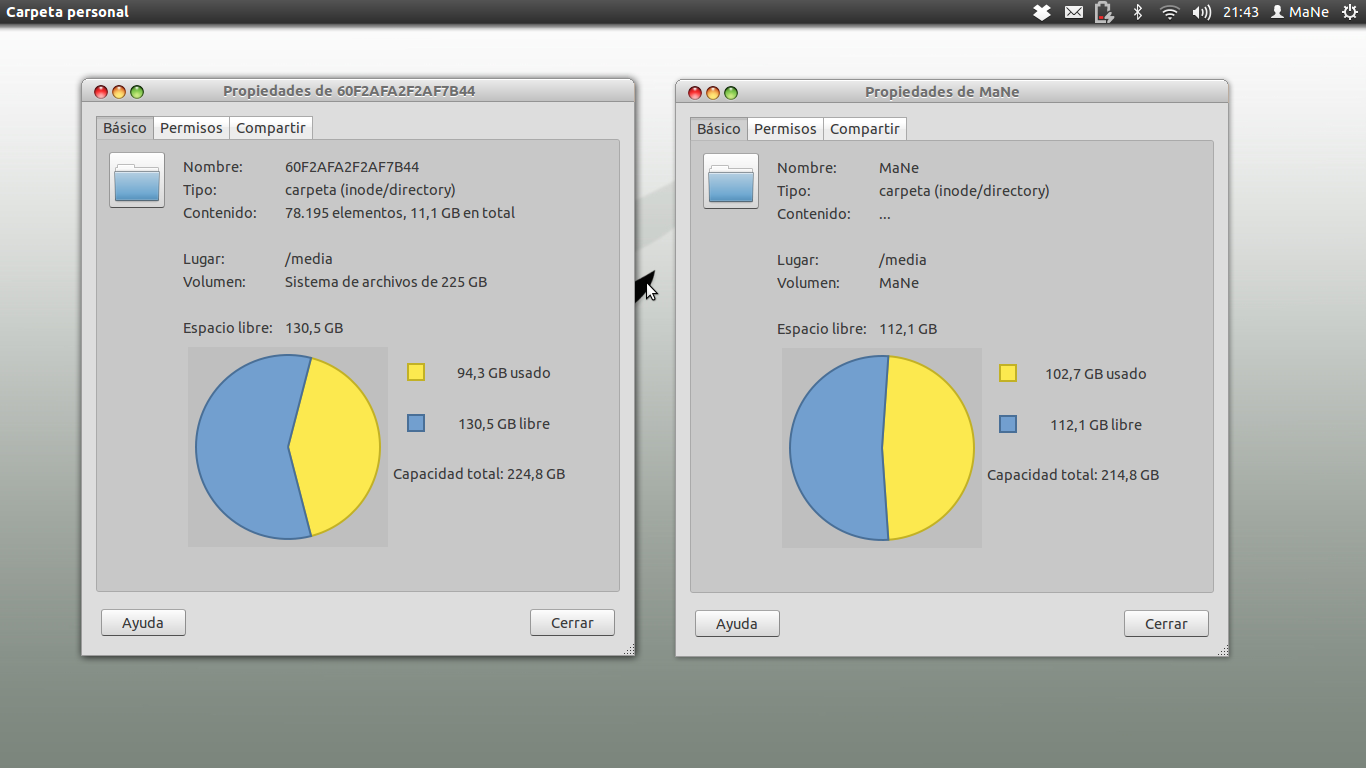 Carpeta personal
21:43 MaNe
Propiedades de 60F2AFA2F2AF7B44
Básico Permisos Compartir
Nombre: 60F2AFA2F2AF7B44
Tipo: carpeta (inode/directory)
Contenido: 78.195 elementos, 11,1 GB en total
Lugar: /media
Volumen: Sistema de archivos de 225 GB
Espacio libre: 130,5 GB
94,3 GB usado
130,5 GB libre
Capacidad total: 224,8 GB
Ayuda Cerrar
Propiedades de MaNe
Básico Permisos Compartir
Nombre: MaNe
Tipo: carpeta (inode/directory)
Contenido: ...
Lugar: /media
Volumen: MaNe
Espacio libre: 112,1 GB
102,7 GB usado
112,1 GB libre
Capacidad total: 214,8 GB
Ayuda Cerrar